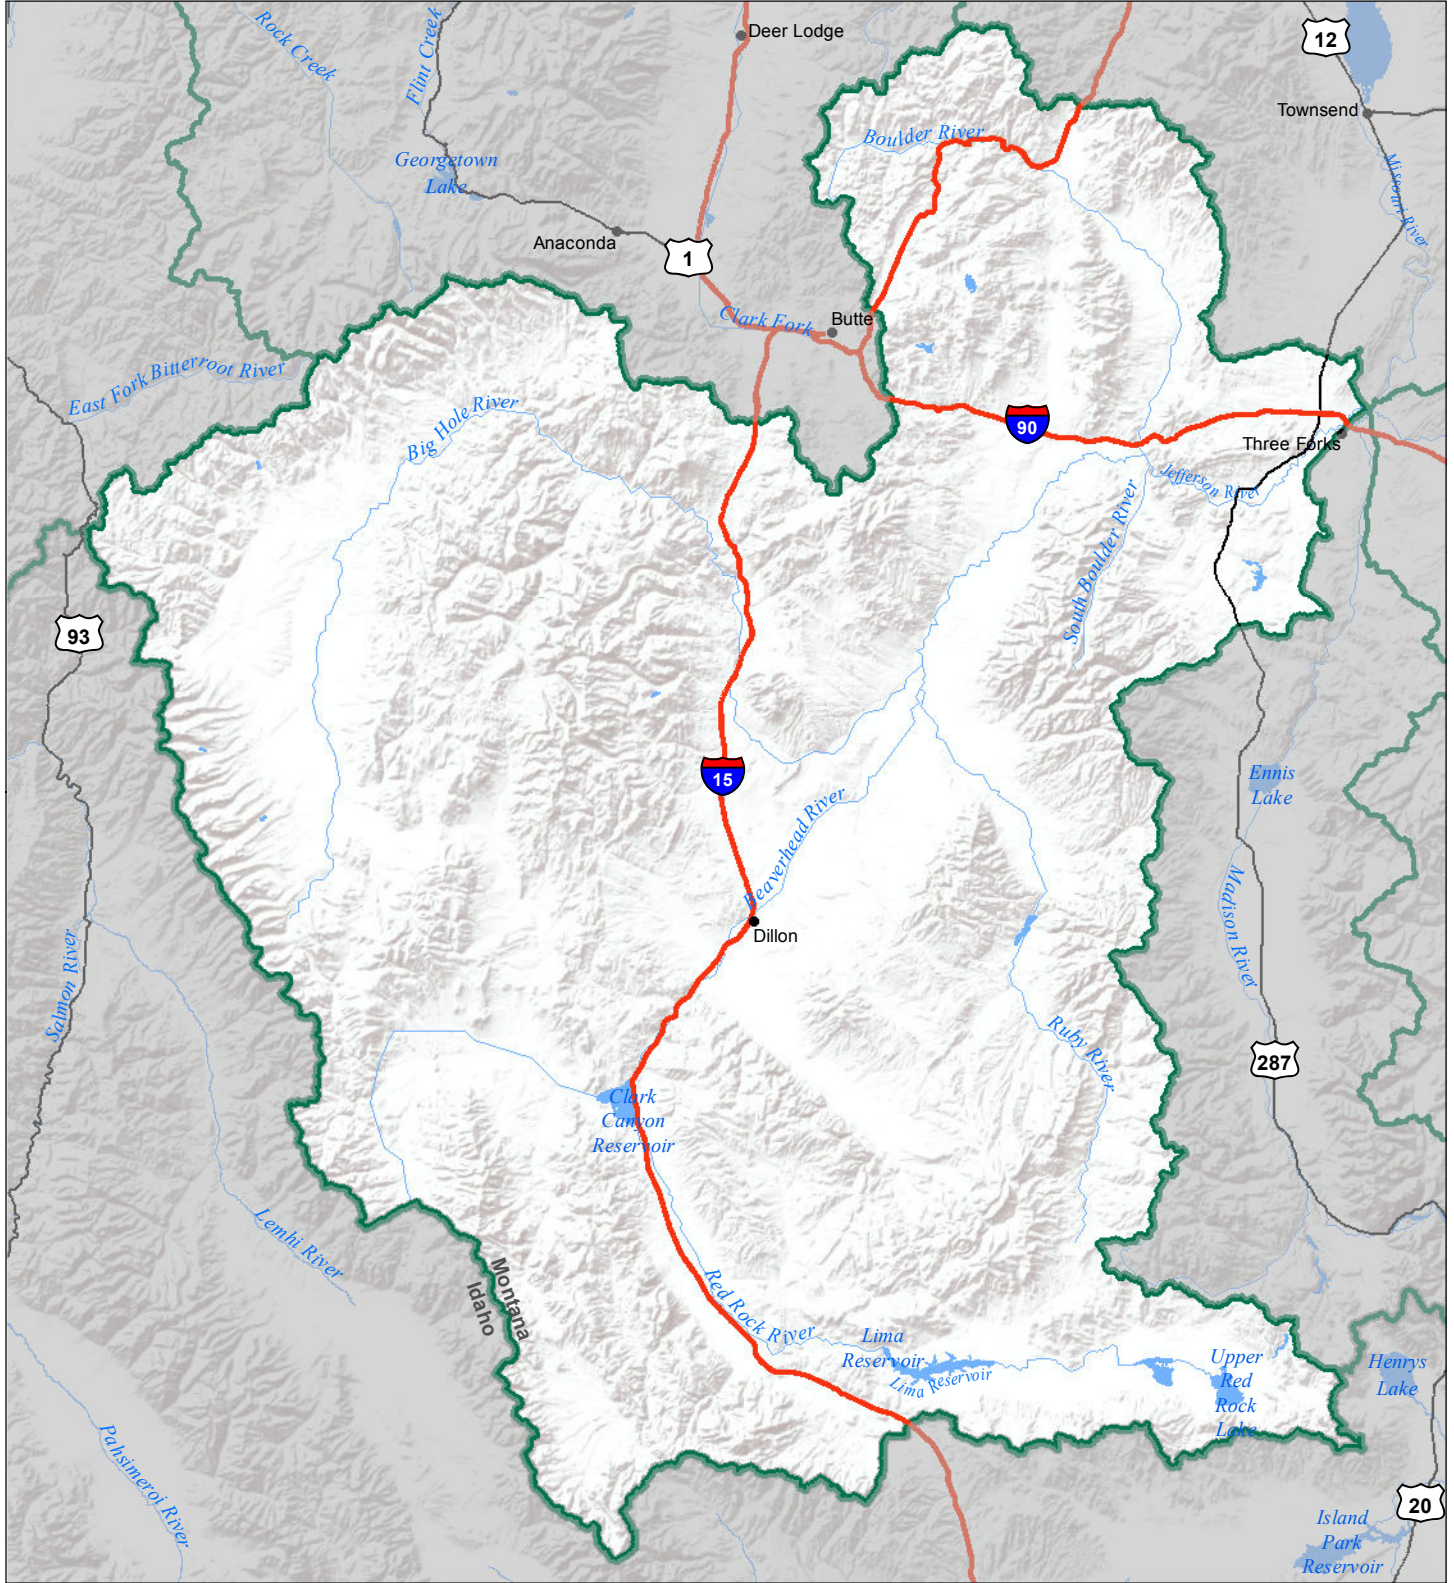 Rock Creek
Flint Creek
Deer Lodge
12
Townsend
Boulder River
Georgetown
Lake
Missouri River
Anaconda
1
Clark Fork
Butte
East Fork Bitterroot River
Big Hole River
90
Three Forks
Jefferson River
South Boulder River
93
15
Ennis
Lake
Beaverhead River
Madison River
Dillon
Salmon River
Ruby River
287
Clark
Canyon
Reservoir
Lemhi River
Montana
Idaho
Red Rock River
Lima
Reservoir
Lima Reservoir
Upper
Red
Rock
Lake
Henrys
Lake
Pahsimeroi River
20
Island
Park
Reservoir